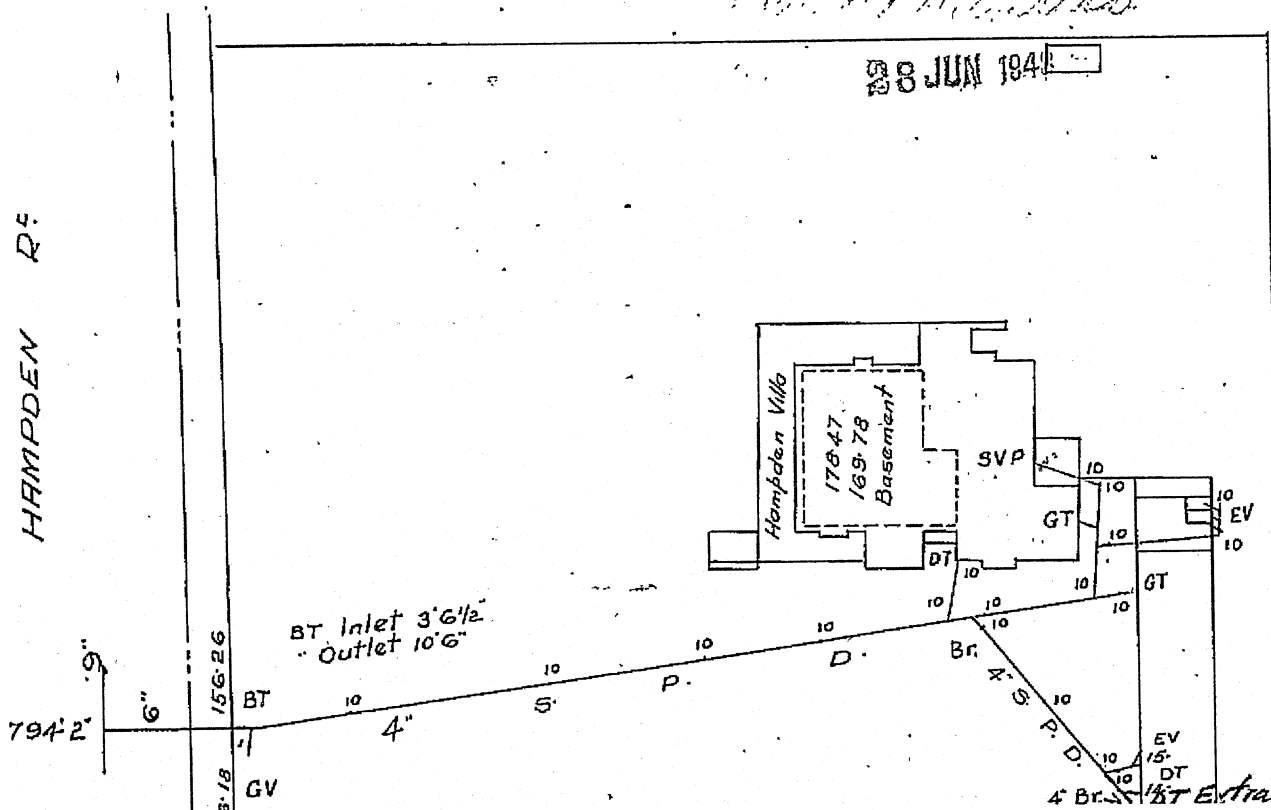 28 JUN 194
HAMPDEN Rd.
Hampden Villa
178.47
169.78
Basement
SVP
10
10
10
EV
10
GT
10
10
GT
10
DT
10
10
10
10
BT Inlet 3'6½"
" Outlet 10'6"
10
10
10
10
4" S. P. D.
Br.
4" S. P. D.
10
10
10
EV
15
DT
4" Br.
Extra
9"
6"
794'2"
156.26
BT
GV